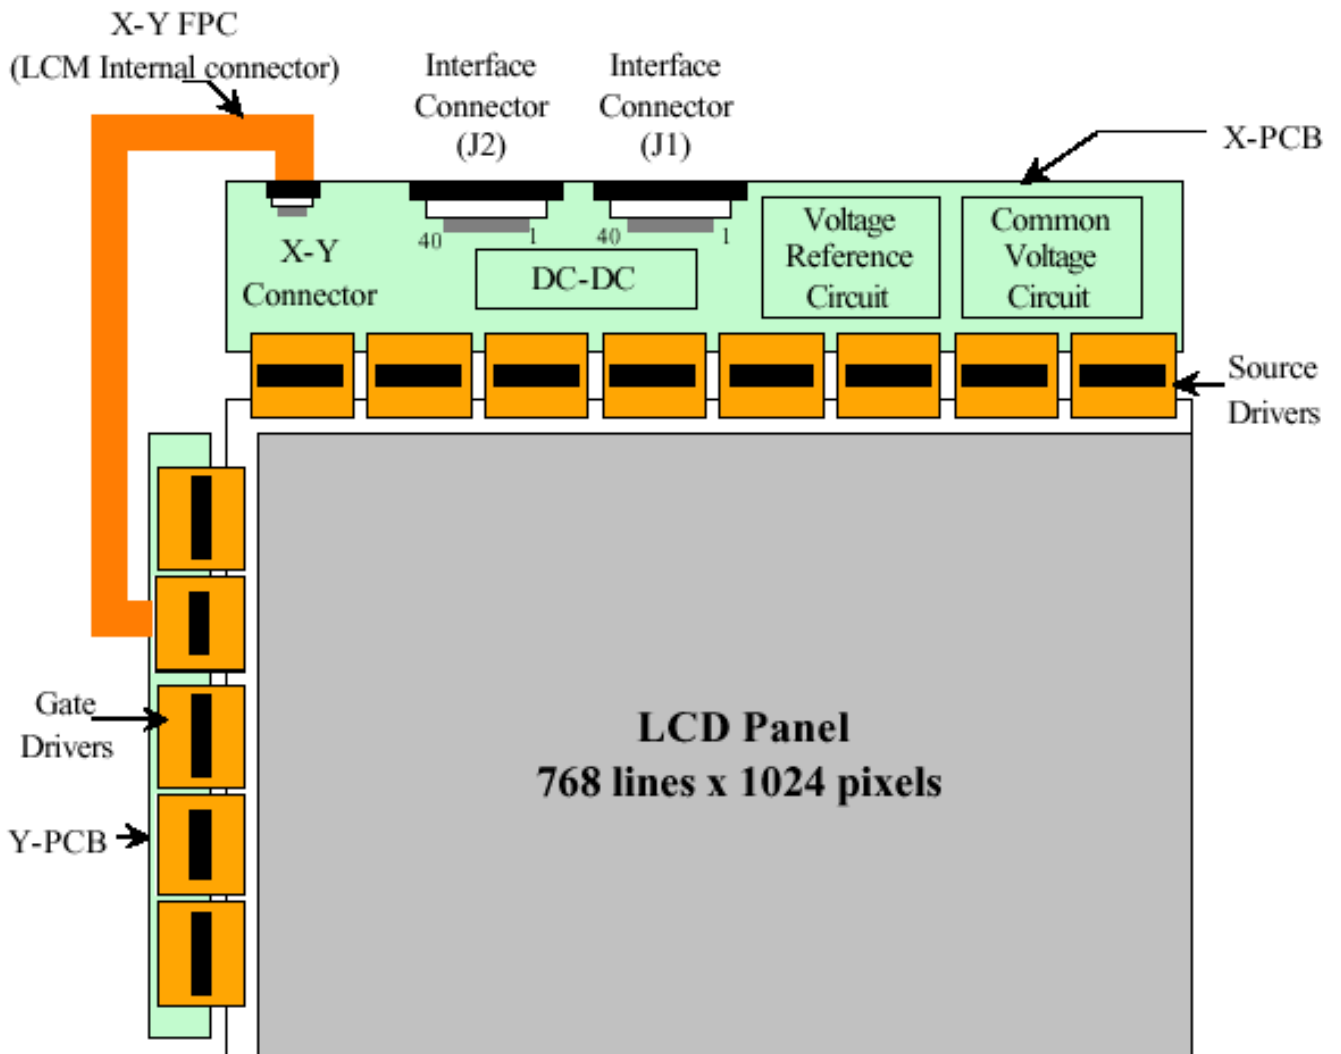 X-Y FPC
(LCM Internal connector)
Interface
Connector
(J2)
Interface
Connector
(J1)
X-PCB
40
1
40
1
X-Y
Connector
DC-DC
Voltage
Reference
Circuit
Common
Voltage
Circuit
Source
Drivers
Gate
Drivers
Y-PCB
LCD Panel
768 lines x 1024 pixels